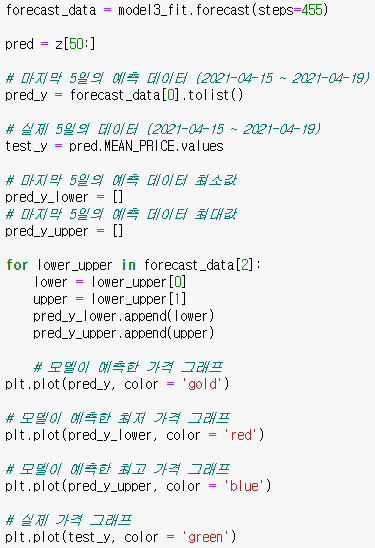 forecast_data = model3_fit.forecast(steps=455)
pred = z[50:]
# 마지막 5일의 예측 데이터 (2021-04-15 ~ 2021-04-19)
pred_y = forecast_data[0].tolist()
# 실제 5일의 데이터 (2021-04-15 ~ 2021-04-19)
test_y = pred.MEAN_PRICE.values
# 마지막 5일의 예측 데이터 최소값
pred_y_lower = []
# 마지막 5일의 예측 데이터 최대값
pred_y_upper = []
for lower_upper in forecast_data[2]:
    lower = lower_upper[0]
    upper = lower_upper[1]
    pred_y_lower.append(lower)
    pred_y_upper.append(upper)
    # 모델이 예측한 가격 그래프
plt.plot(pred_y, color = 'gold')
# 모델이 예측한 최저 가격 그래프
plt.plot(pred_y_lower, color = 'red')
# 모델이 예측한 최고 가격 그래프
plt.plot(pred_y_upper, color = 'blue')
# 실제 가격 그래프
plt.plot(test_y, color = 'green')